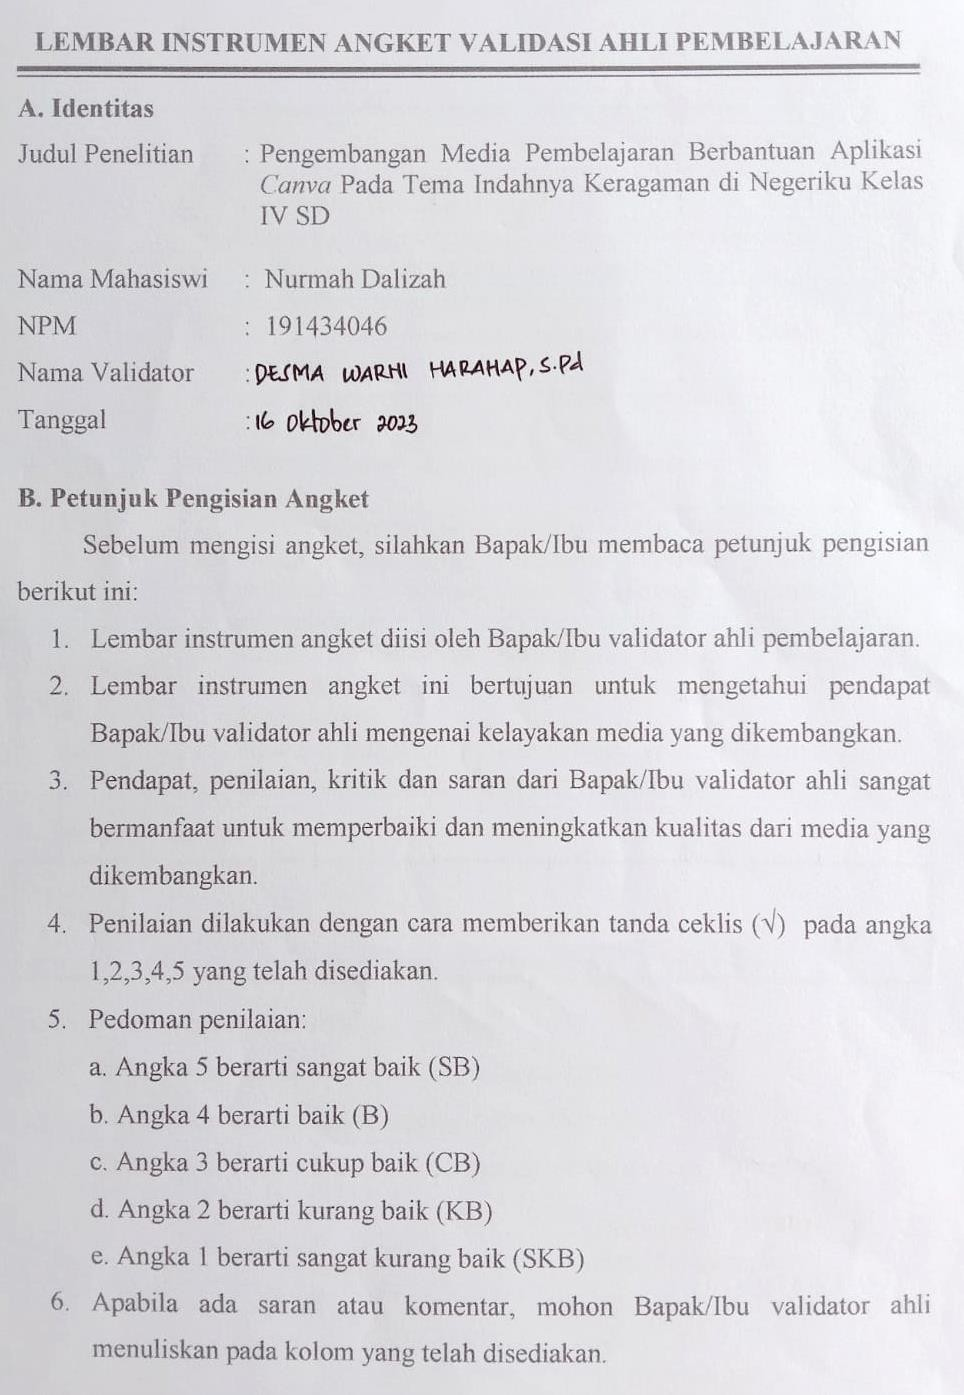 LEMBAR INSTRUMEN ANGKET VALIDASI AHLI PEMBELAJARAN
A. Identitas
Judul Penelitian : Pengembangan Media Pembelajaran Berbantuan Aplikasi
Canva Pada Tema Indahnya Keragaman di Negeriku Kelas
IV SD
Nama Mahasiswi : Nurmah Dalizah
NPM : 191434046
Nama Validator : DESMA WARHI HARAHAP, S.Pd
Tanggal : 16 Oktober 2023
B. Petunjuk Pengisian Angket
Sebelum mengisi angket, silahkan Bapak/Ibu membaca petunjuk pengisian
berikut ini:
1. Lembar instrumen angket diisi oleh Bapak/Ibu validator ahli pembelajaran.
2. Lembar instrumen angket ini bertujuan untuk mengetahui pendapat
Bapak/Ibu validator ahli mengenai kelayakan media yang dikembangkan.
3. Pendapat, penilaian, kritik dan saran dari Bapak/Ibu validator ahli sangat
bermanfaat untuk memperbaiki dan meningkatkan kualitas dari media yang
dikembangkan.
4. Penilaian dilakukan dengan cara memberikan tanda ceklis (√) pada angka
1,2,3,4,5 yang telah disediakan.
5. Pedoman penilaian:
a. Angka 5 berarti sangat baik (SB)
b. Angka 4 berarti baik (B)
c. Angka 3 berarti cukup baik (CB)
d. Angka 2 berarti kurang baik (KB)
e. Angka 1 berarti sangat kurang baik (SKB)
6. Apabila ada saran atau komentar, mohon Bapak/Ibu validator ahli
menuliskan pada kolom yang telah disediakan.